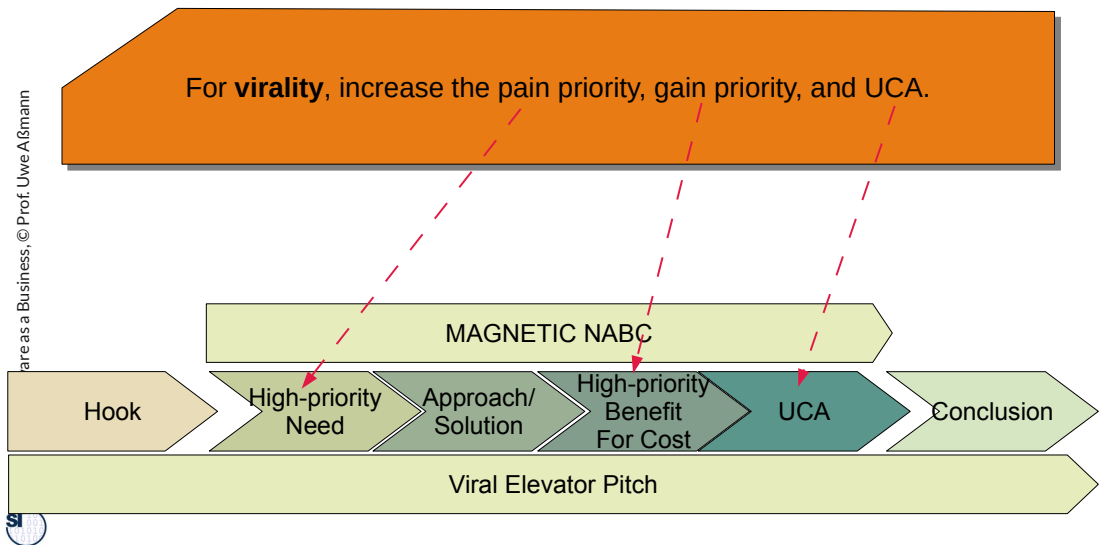 For virality, increase the pain priority, gain priority, and UCA.
are as a Business, © Prof. Uwe Aßmann
MAGNETIC NABC
Hook
High-priority
Need
Approach/
Solution
High-priority
Benefit
For Cost
UCA
Conclusion
Viral Elevator Pitch